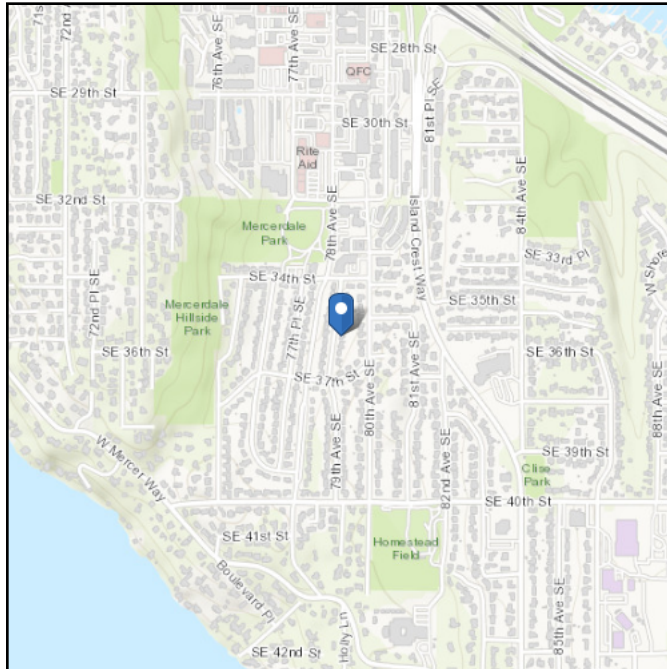 71st
72nd Ave SE
76th Ave SE
77th Ave SE
SE 28th St
QFC
81st Pl SE
SE 29th St
SE 30th St
Rite
Aid
SE 32nd St
78th Ave SE
Island Crest Way
84th Ave SE
Mercerdale
Park
SE 33rd Pl
W Shore
SE 34th St
72nd Pl SE
Mercerdale
Hillside
Park
77th Pl SE
SE 35th St
SE 36th St
81st Ave SE
SE 36th St
SE 37th St
80th Ave SE
88th Ave SE
W Mercer Way
79th Ave SE
82nd Ave SE
SE 39th St
Clise
Park
SE 40th St
SE 41st St
Homestead
Field
Boulevard Pl
Holly Ln
85th Ave SE
SE 42nd St